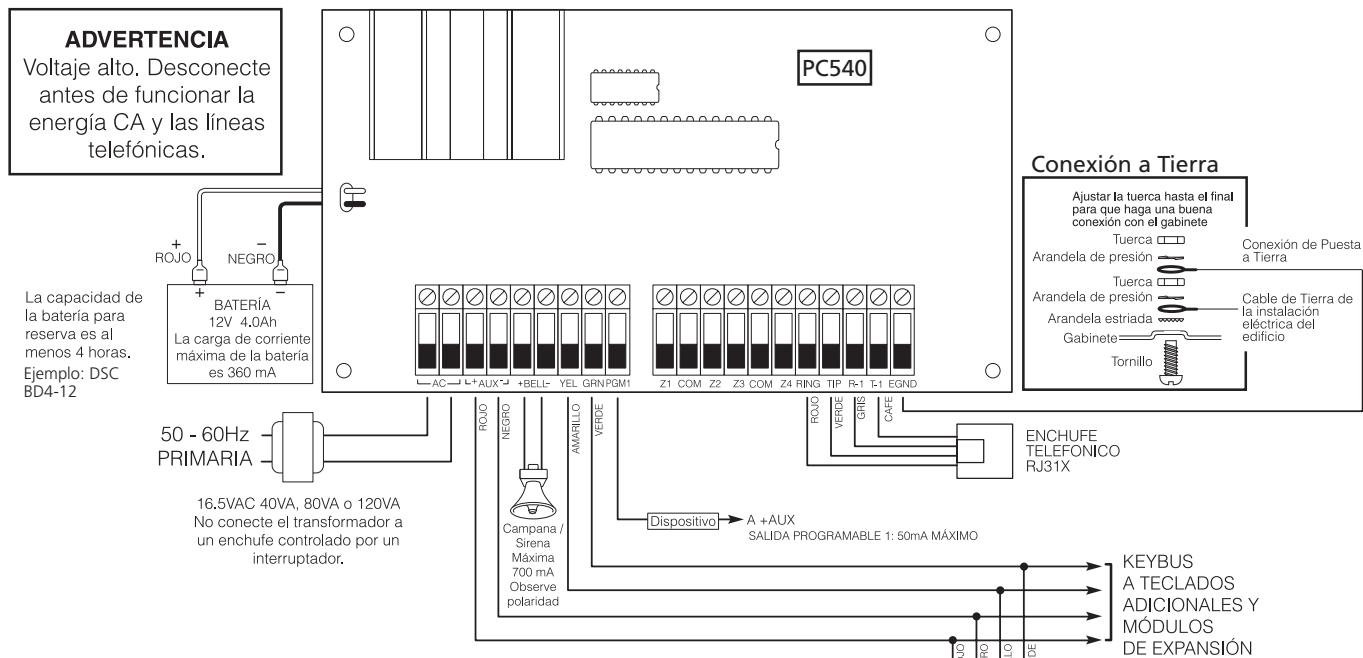 ADVERTENCIA
Voltaje alto. Desconecte
antes de funcionar la
energía CA y las líneas
telefónicas.
PC540
Conexión a Tierra
Ajustar la tuerca hasta el final
para que haga una buena
conexión con el gabinete
Tuerca
Arandela de presión
Tuerca
Arandela de presión
Arandela estriada
Gabinete
Tornillo
Conexión de Puesta
a Tierra
Cable de Tierra de
la instalación
eléctrica del
edificio
+
ROJO
–
NEGRO
+
–
BATERÍA
12V 4.0Ah
La carga de corriente
máxima de la batería
es 360 mA
La capacidad de
la batería para
reserva es al
menos 4 horas.
Ejemplo: DSC
BD4-12
AC +AUX- +BELL- YEL GRN PGM1
Z1 COM Z2 Z3 COM Z4 RING TIP R-1 T-1 EGND
ROJO
NEGRO
AMARILLO
VERDE
ROJO
VERDE
GRIS
CAFE
50 - 60Hz
PRIMARIA
16.5VAC 40VA, 80VA o 120VA
No conecte el transformador a
un enchufe controlado por un
interruptador.
Campana /
Sirena
Máxima
700 mA
Observe
polaridad
Dispositivo
A +AUX
SALIDA PROGRAMABLE 1: 50mA MÁXIMO
ENCHUFE
TELEFONICO
RJ31X
KEYBUS
A TECLADOS
ADICIONALES Y
MÓDULOS
DE EXPANSIÓN